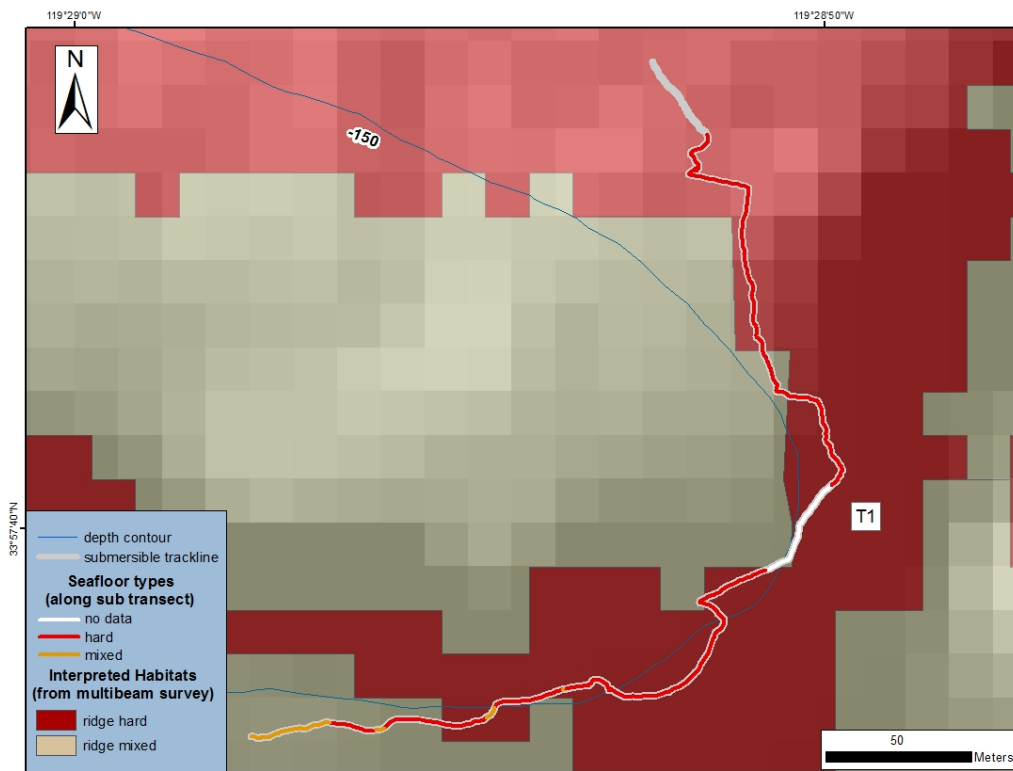 119°29'0"W
119°28'50"W
N
-150
T1
33°57'40"N
depth contour
submersible trackline
Seafloor types
(along sub transect)
no data
hard
mixed
Interpreted Habitats
(from multibeam survey)
ridge hard
ridge mixed
50
Meters